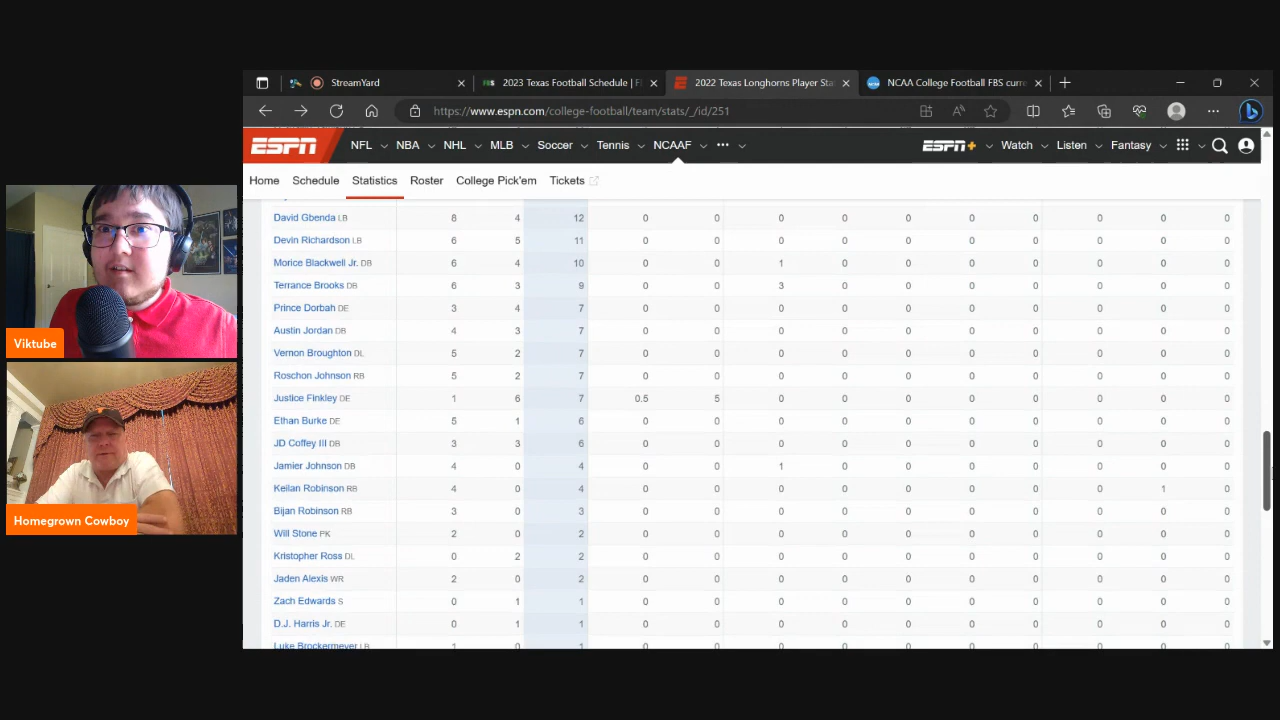 StreamYard
2023 Texas Football Schedule | F
2022 Texas Longhorns Player Sta
NCAA College Football FBS curre
https://www.espn.com/college-football/team/stats/_/id/251
ESPN NFL NBA NHL MLB Soccer Tennis NCAAF ESPN+ Watch Listen Fantasy
Home Schedule Statistics Roster College Pick'em Tickets
David Gbenda LB 8 4 12 0 0 0 0 0 0 0 0 0 0
Devin Richardson LB 6 5 11 0 0 0 0 0 0 0 0 0 0
Morice Blackwell Jr. DB 6 4 10 0 0 1 0 0 0 0 0 0 0
Terrance Brooks DB 6 3 9 0 0 3 0 0 0 0 0 0 0
Prince Dorbah DE 3 4 7 0 0 0 0 0 0 0 0 0 0
Austin Jordan DB 4 3 7 0 0 0 0 0 0 0 0 0 0
Vernon Broughton DL 5 2 7 0 0 0 0 0 0 0 0 0 0
Roschon Johnson RB 5 2 7 0 0 0 0 0 0 0 0 0 0
Justice Finkley DE 1 6 7 0.5 5 0 0 0 0 0 0 0 0
Ethan Burke DE 5 1 6 0 0 0 0 0 0 0 0 0 0
JD Coffey III DB 3 3 6 0 0 0 0 0 0 0 0 0 0
Jamier Johnson DB 4 0 4 0 0 1 0 0 0 0 0 0 0
Keilan Robinson RB 4 0 4 0 0 0 0 0 0 0 0 1 0
Bijan Robinson RB 3 0 3 0 0 0 0 0 0 0 0 0 0
Will Stone PK 2 0 2 0 0 0 0 0 0 0 0 0 0
Kristopher Ross DL 0 2 2 0 0 0 0 0 0 0 0 0 0
Jaden Alexis WR 2 0 2 0 0 0 0 0 0 0 0 0 0
Zach Edwards S 0 1 1 0 0 0 0 0 0 0 0 0 0
D.J. Harris Jr. DE 0 1 1 0 0 0 0 0 0 0 0 0 0
Luke Brockermeyer LB 1 0 1 0 0 0 0 0 0 0 0 0 0
Viktube
Homegrown Cowboy